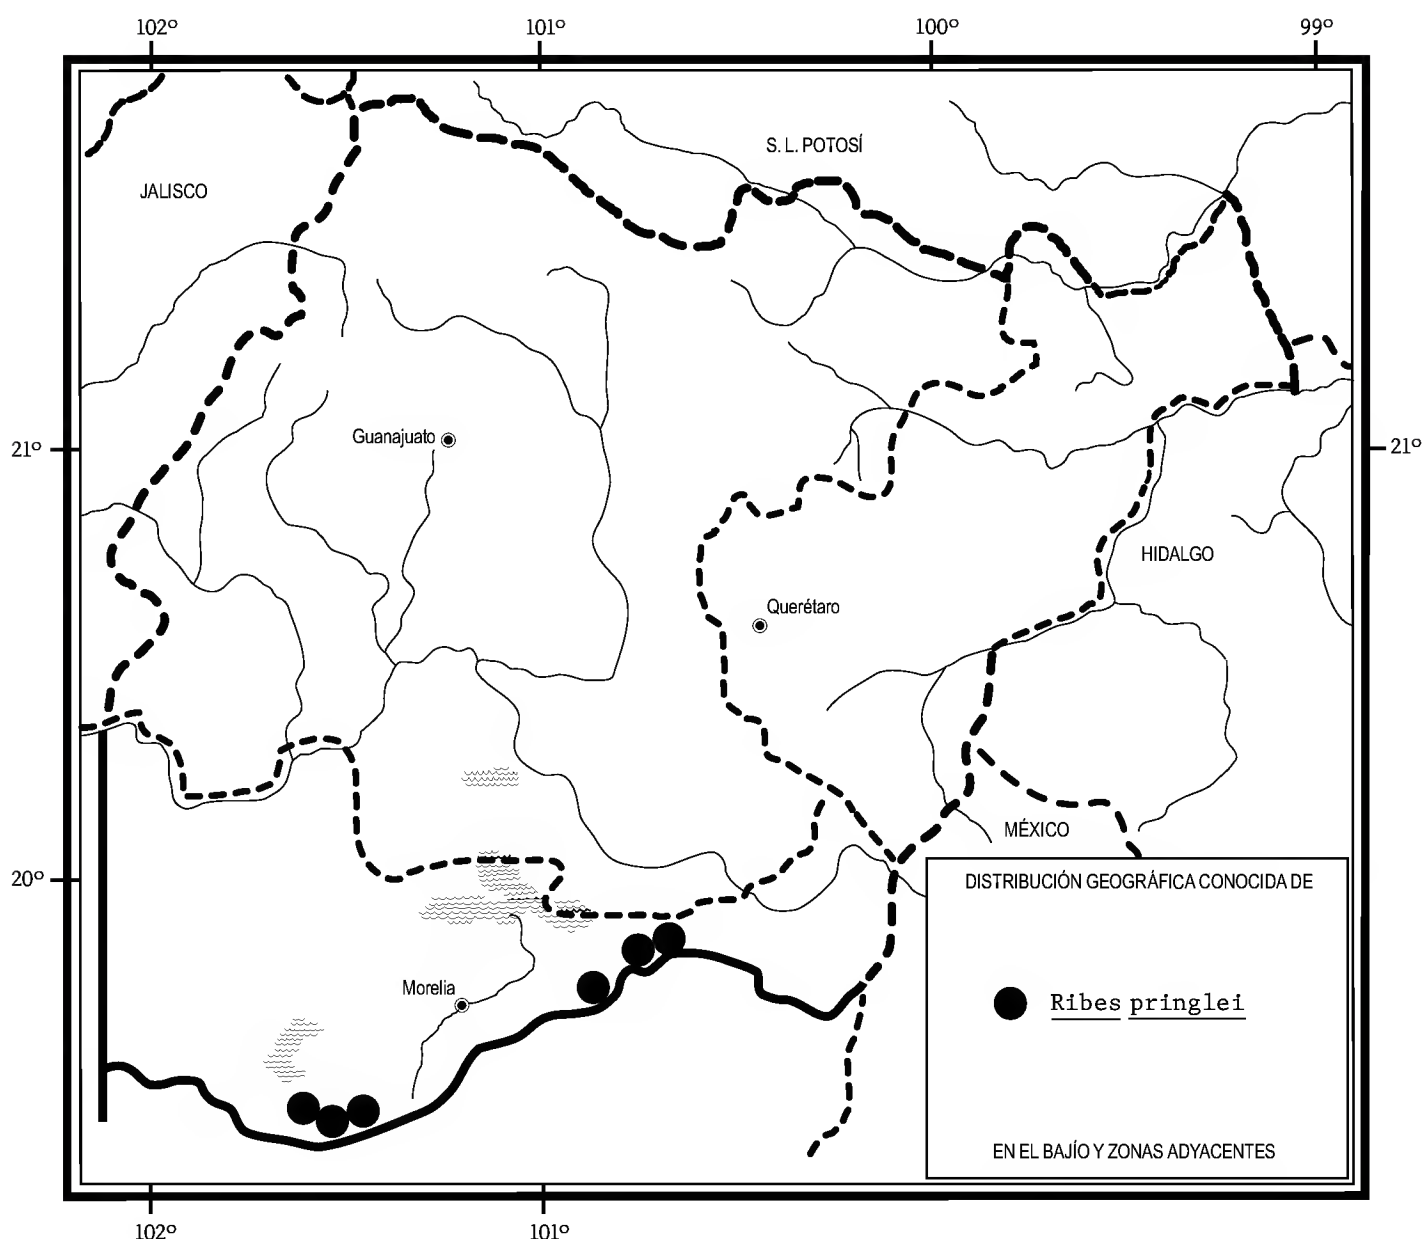 102º 101º 100º 99º
S. L. POTOSÍ
JALISCO
Guanajuato
21º 21º
HIDALGO
Querétaro
MÉXICO
20º
DISTRIBUCIÓN GEOGRÁFICA CONOCIDA DE
Morelia
Ribes pringlei
EN EL BAJÍO Y ZONAS ADYACENTES
102º 101º